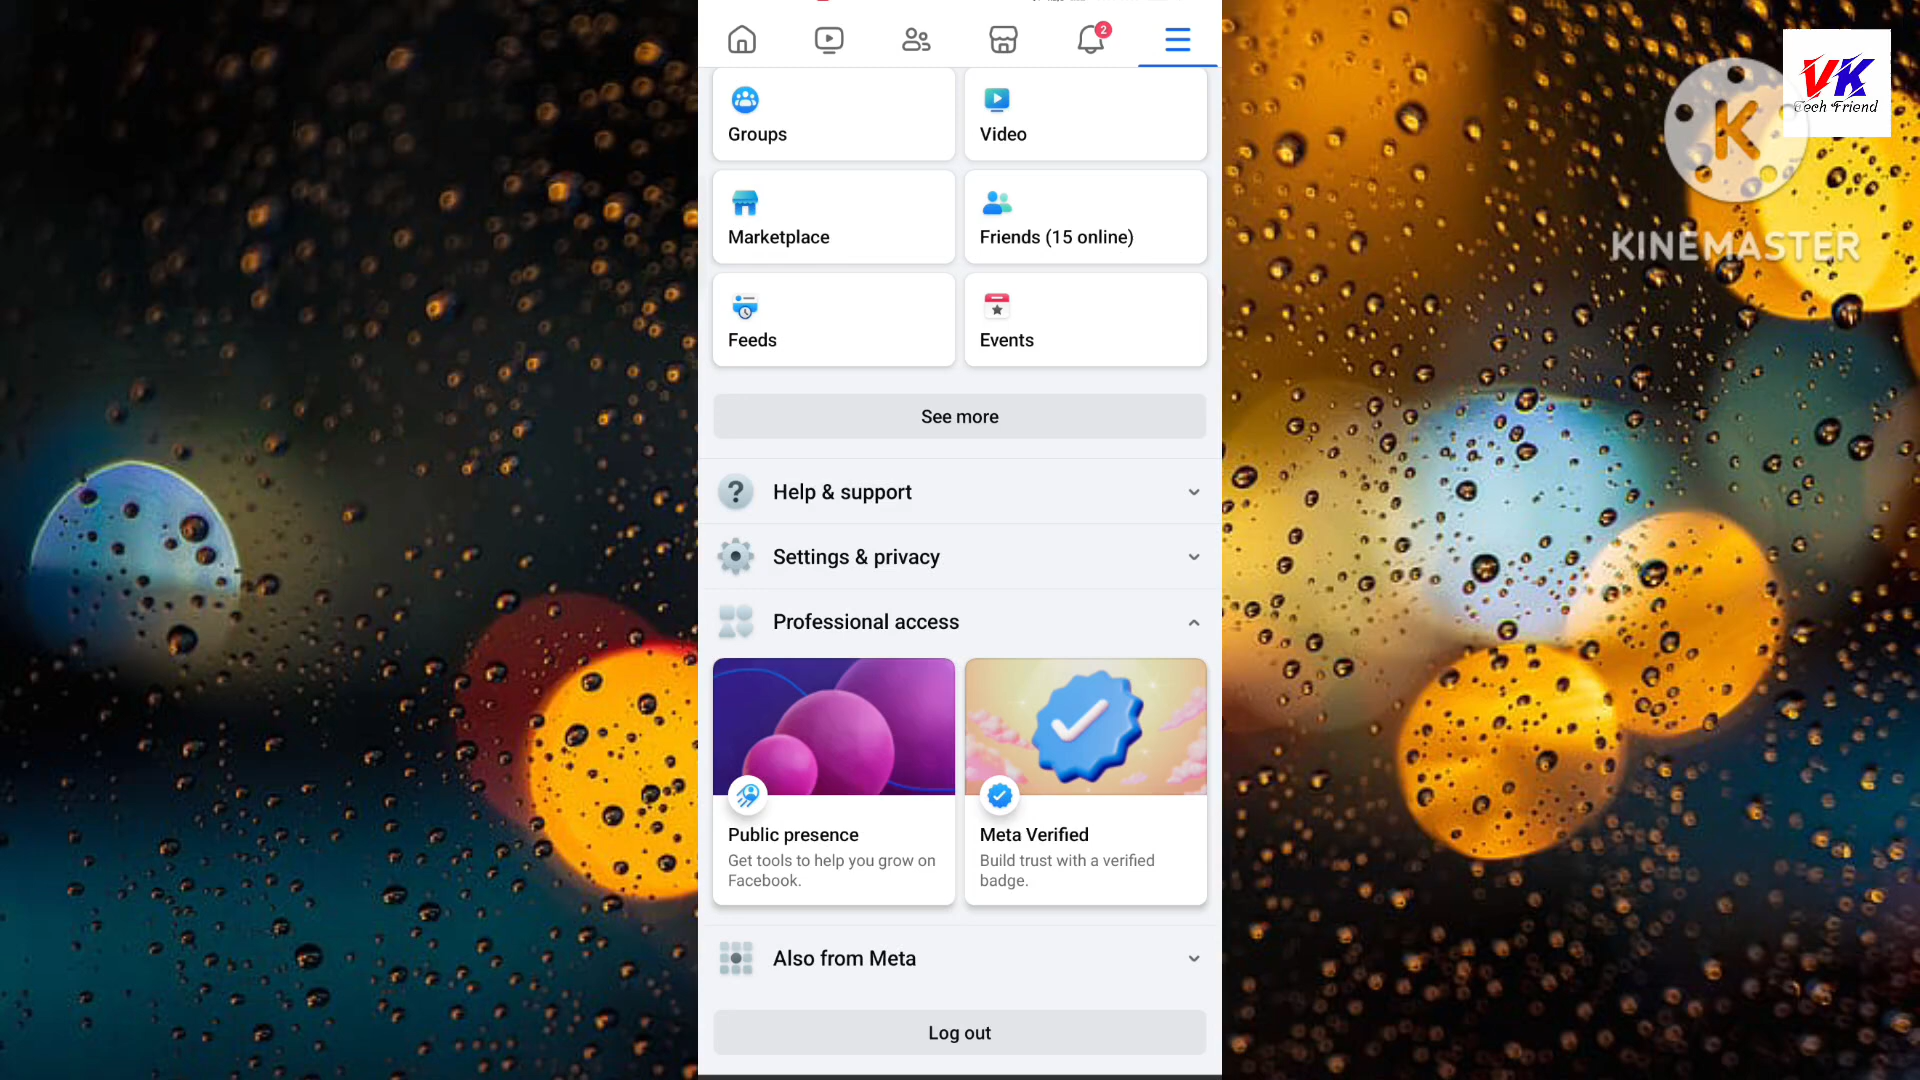 2
VK
Tech Friend
K
KINEMASTER
Groups
Video
Marketplace
Friends (15 online)
Feeds
Events
See more
?
Help & support
Settings & privacy
Professional access
Public presence
Get tools to help you grow on
Facebook.
Meta Verified
Build trust with a verified
badge.
Also from Meta
Log out